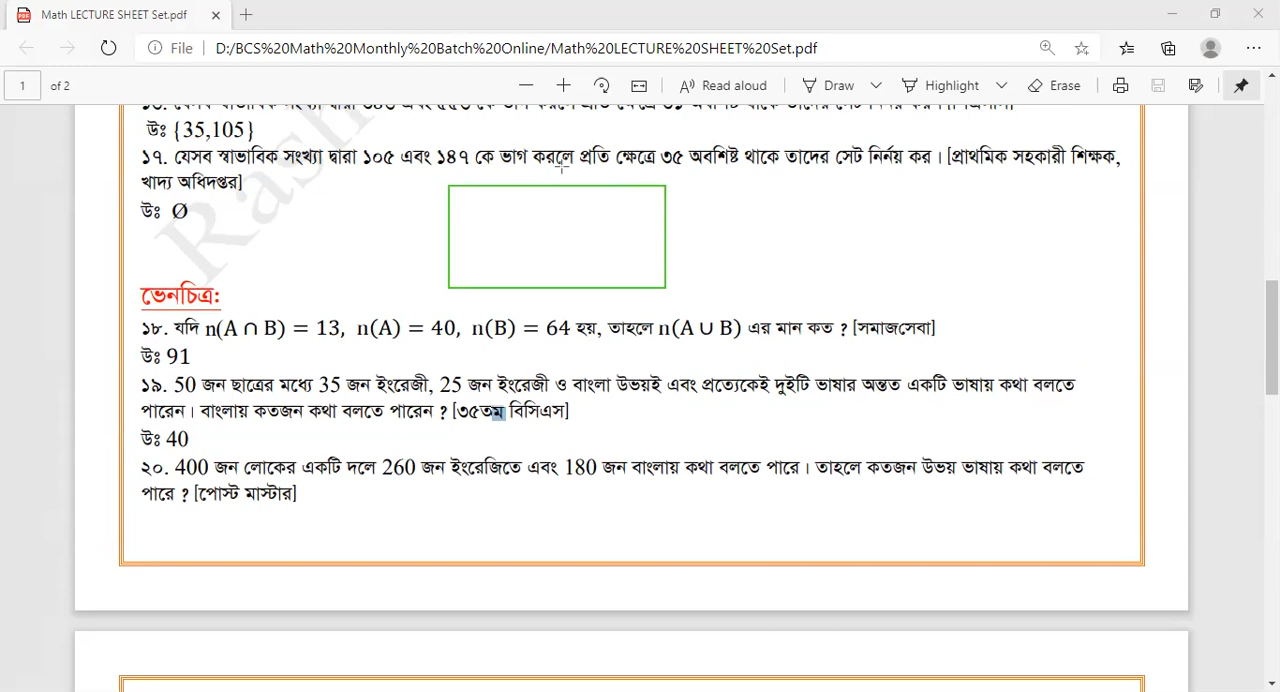 Math LECTURE SHEET Set.pdf
File D:/BCS%20Math%20Monthly%20Batch%20Online/Math%20LECTURE%20SHEET%20Set.pdf
1 of 2 Read aloud Draw Highlight Erase
উঃ {35,105}
১৭. যেসব স্বাভাবিক সংখ্যা দ্বারা ১০৫ এবং ১৪৭ কে ভাগ করলে প্রতি ক্ষেত্রে ৩৫ অবশিষ্ট থাকে তাদের সেট নির্নয় কর। [প্রাথমিক সহকারী শিক্ষক,
খাদ্য অধিদপ্তর]
উঃ Ø
Rash
ভেনচিত্র:
১৮. যদি n(A ∩ B) = 13, n(A) = 40, n(B) = 64 হয়, তাহলে n(A ∪ B) এর মান কত ? [সমাজসেবা]
উঃ 91
১৯. 50 জন ছাত্রের মধ্যে 35 জন ইংরেজী, 25 জন ইংরেজী ও বাংলা উভয়ই এবং প্রত্যেকেই দুইটি ভাষার অন্তত একটি ভাষায় কথা বলতে
পারেন। বাংলায় কতজন কথা বলতে পারেন ? [৩৫তম বিসিএস]
উঃ 40
২০. 400 জন লোকের একটি দলে 260 জন ইংরেজিতে এবং 180 জন বাংলায় কথা বলতে পারে। তাহলে কতজন উভয় ভাষায় কথা বলতে
পারে ? [পোস্ট মাস্টার]